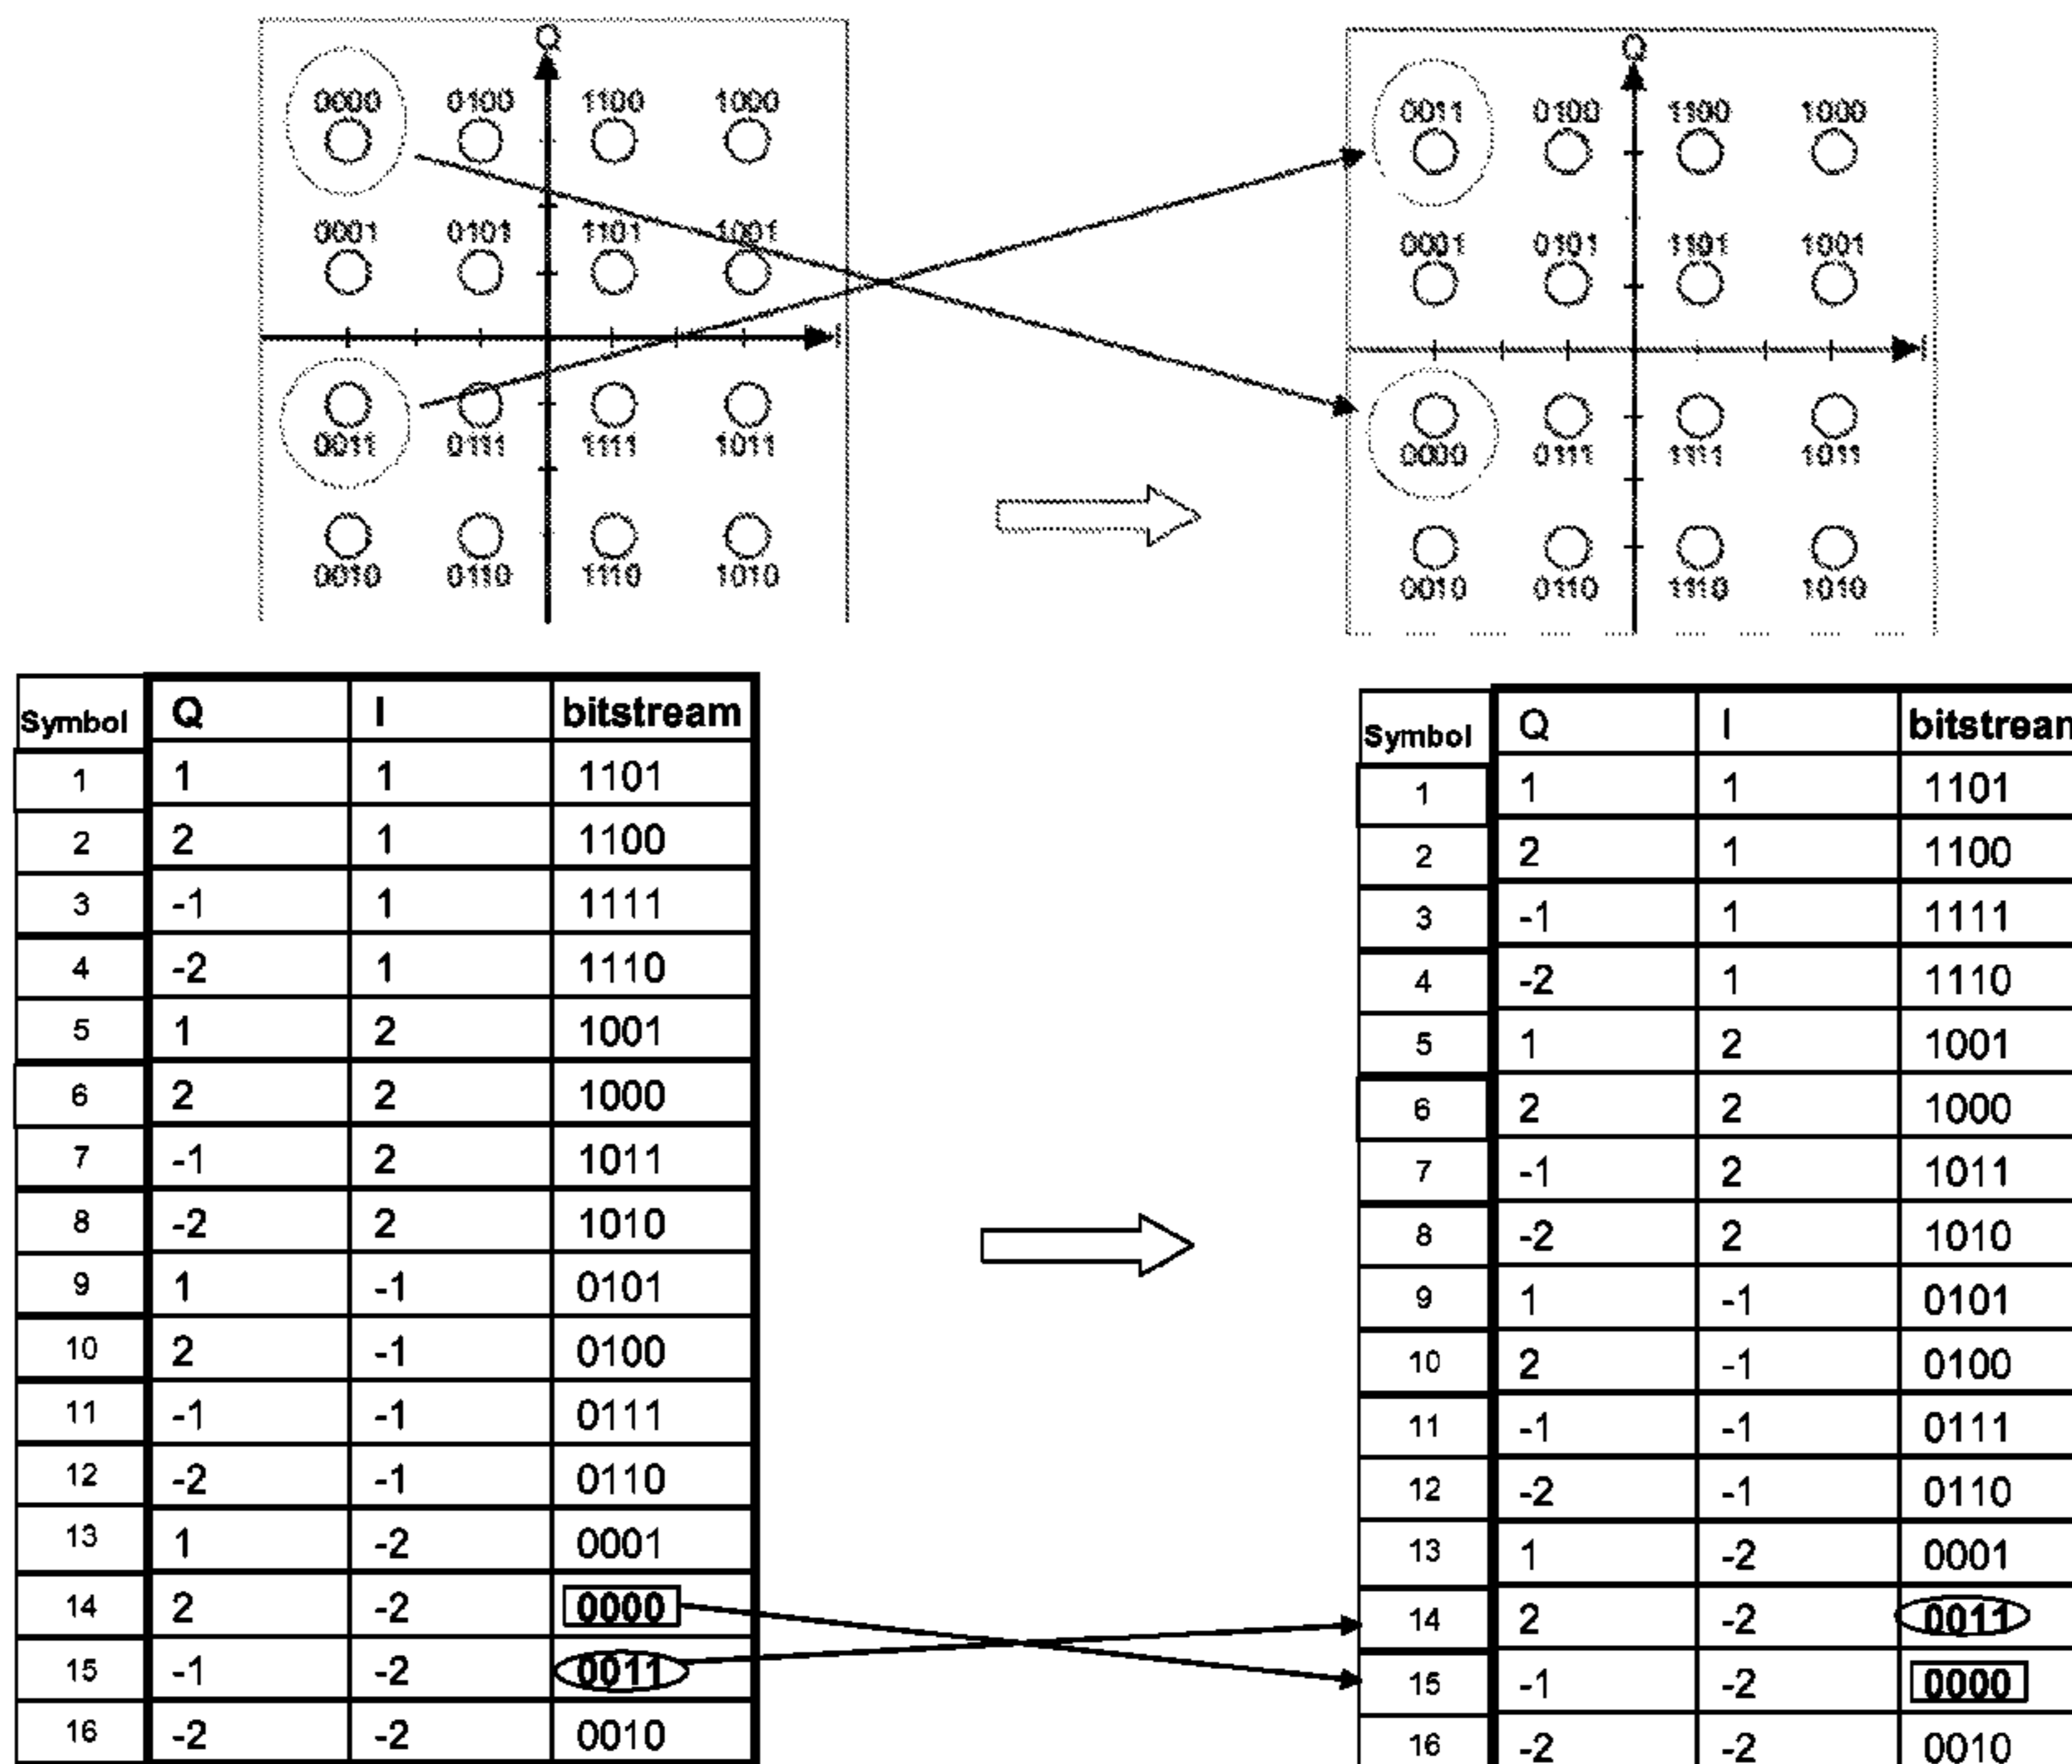 Q
Q
0000 0100 1100 1000
0011 0100 1100 1000
0001 0101 1101 1001
0001 0101 1101 1001
I
I
0011 0111 1111 1011
0000 0111 1111 1011
0010 0110 1110 1010
0010 0110 1110 1010
Symbol Q I bitstream
1 1 1 1101
2 2 1 1100
3 -1 1 1111
4 -2 1 1110
5 1 2 1001
6 2 2 1000
7 -1 2 1011
8 -2 2 1010
9 1 -1 0101
10 2 -1 0100
11 -1 -1 0111
12 -2 -1 0110
13 1 -2 0001
14 2 -2 0000
15 -1 -2 0011
16 -2 -2 0010
Symbol Q I bitstream
1 1 1 1101
2 2 1 1100
3 -1 1 1111
4 -2 1 1110
5 1 2 1001
6 2 2 1000
7 -1 2 1011
8 -2 2 1010
9 1 -1 0101
10 2 -1 0100
11 -1 -1 0111
12 -2 -1 0110
13 1 -2 0001
14 2 -2 0011
15 -1 -2 0000
16 -2 -2 0010